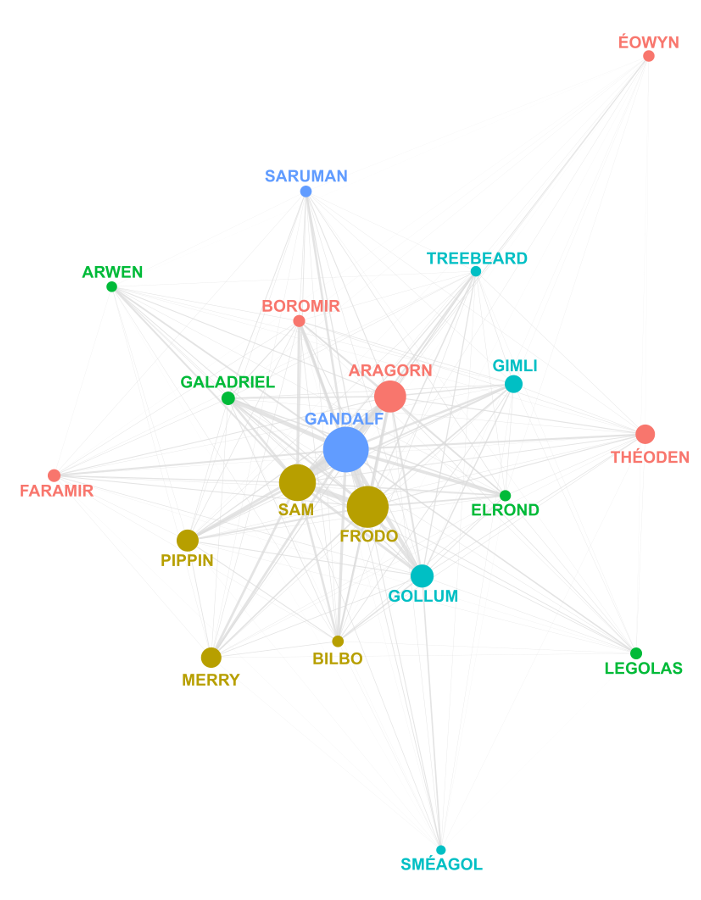 ÉOWYN
SARUMAN
TREEBEARD
ARWEN
BOROMIR
ARAGORN
GIMLI
GALADRIEL
GANDALF
THÉODEN
FARAMIR
SAM
ELROND
FRODO
PIPPIN
GOLLUM
BILBO
LEGOLAS
MERRY
SMÉAGOL